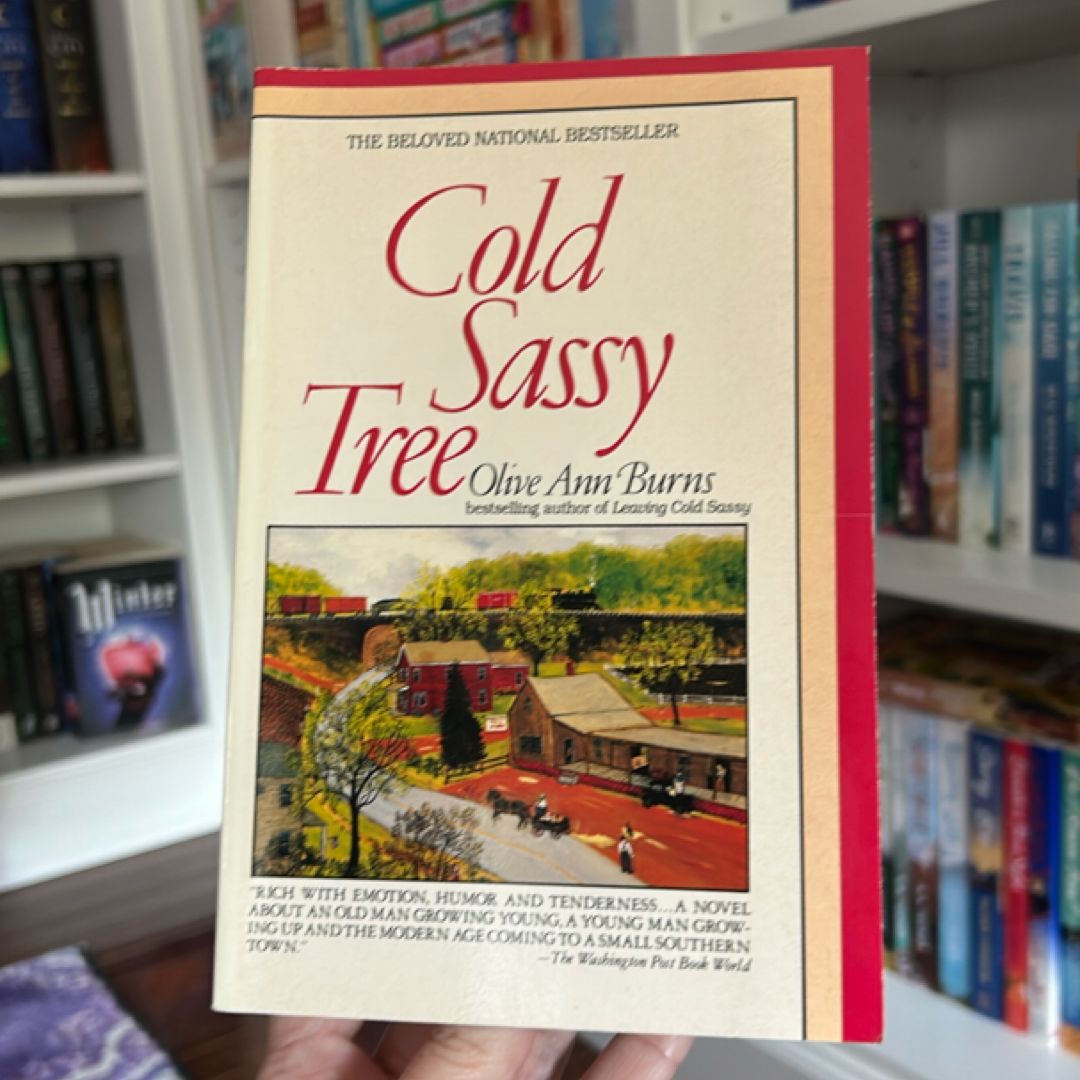 THE BELOVED NATIONAL BESTSELLER
Cold
Sassy
Tree
Olive Ann Burns
bestselling author of Leaving Cold Sassy
"RICH WITH EMOTION, HUMOR AND TENDERNESS...A NOVEL
ABOUT AN OLD MAN GROWING YOUNG, A YOUNG MAN GROW-
ING UP AND THE MODERN AGE COMING TO A SMALL SOUTHERN
TOWN."
—The Washington Post Book World
Winter